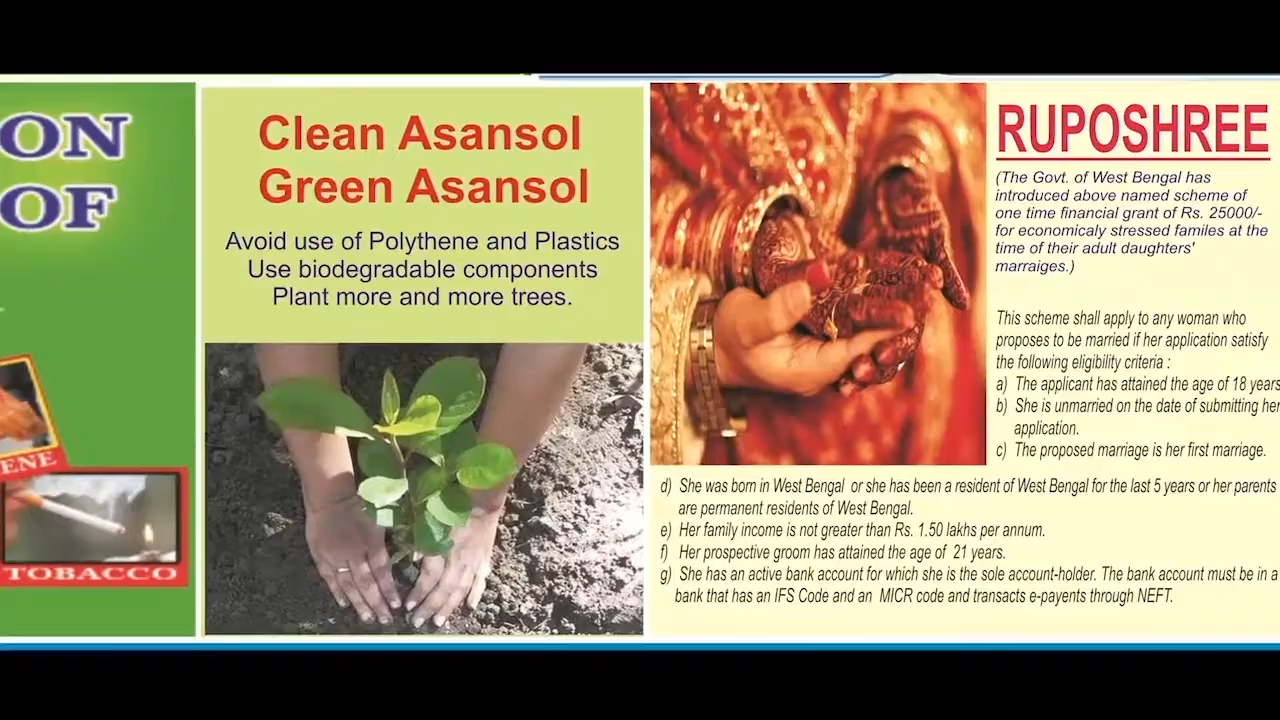 ON
OF
ENE
TOBACCO
Clean Asansol
Green Asansol
Avoid use of Polythene and Plastics
Use biodegradable components
Plant more and more trees.
RUPOSHREE
(The Govt. of West Bengal has
introduced above named scheme of
one time financial grant of Rs. 25000/-
for economicaly stressed familes at the
time of their adult daughters'
marraiges.)
This scheme shall apply to any woman who
proposes to be married if her application satisfy
the following eligibility criteria :
a) The applicant has attained the age of 18 years
b) She is unmarried on the date of submitting her
application.
c) The proposed marriage is her first marriage.
d) She was born in West Bengal or she has been a resident of West Bengal for the last 5 years or her parents
are permanent residents of West Bengal.
e) Her family income is not greater than Rs. 1.50 lakhs per annum.
f) Her prospective groom has attained the age of 21 years.
g) She has an active bank account for which she is the sole account-holder. The bank account must be in a
bank that has an IFS Code and an MICR code and transacts e-payents through NEFT.